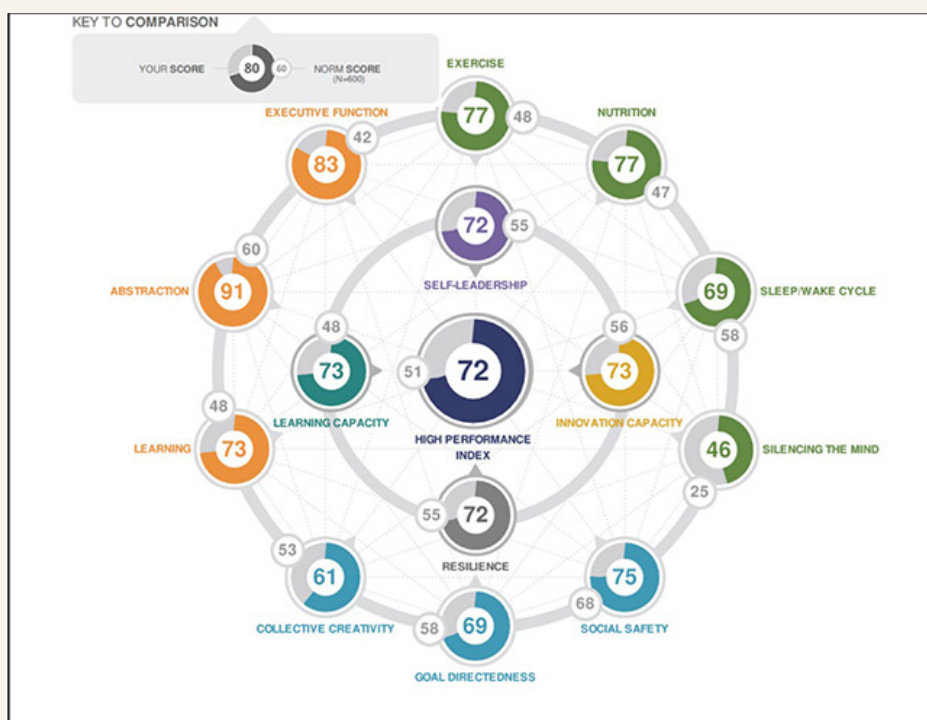 KEY TO COMPARISON
YOUR SCORE
80
60
NORM SCORE
(N=600)
EXERCISE
77
48
EXECUTIVE FUNCTION
83
42
NUTRITION
77
47
ABSTRACTION
91
60
72
55
SELF-LEADERSHIP
69
58
SLEEP/WAKE CYCLE
48
73
LEARNING CAPACITY
51
72
HIGH PERFORMANCE
INDEX
56
73
INNOVATION CAPACITY
48
LEARNING
73
46
25
SILENCING THE MIND
55
72
RESILIENCE
53
61
COLLECTIVE CREATIVITY
58
69
GOAL DIRECTEDNESS
75
68
SOCIAL SAFETY